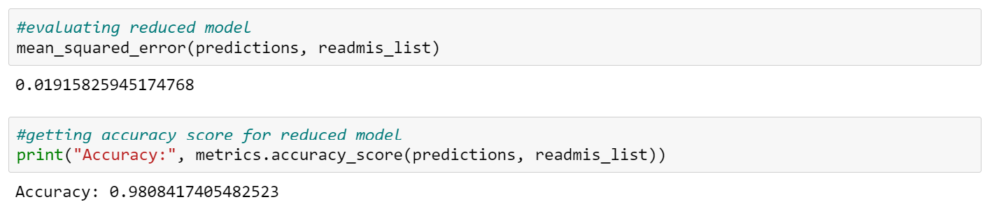 #evaluating reduced model
mean_squared_error(predictions, readmis_list)
0.01915825945174768
#getting accuracy score for reduced model
print("Accuracy:", metrics.accuracy_score(predictions, readmis_list))
Accuracy: 0.9808417405482523